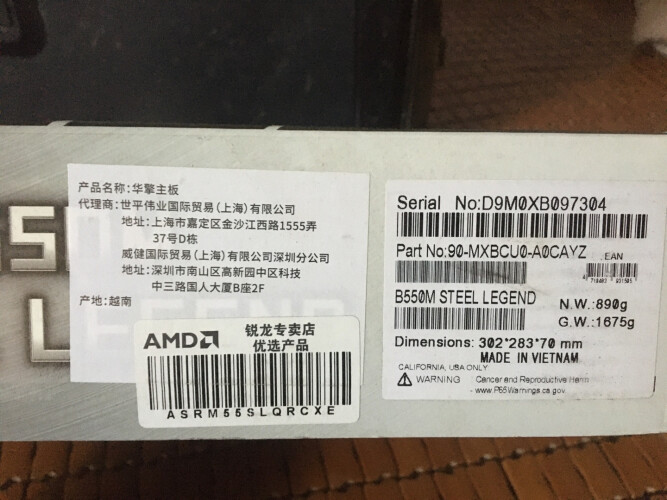 产品名称:华擎主板
代理商:世平伟业国际贸易(上海)有限公司
地址:上海市嘉定区金沙江西路1555弄
37号D栋
威健国际贸易(上海)有限公司深圳分公司
地址:深圳市南山区高新园中区科技
中三路国人大厦B座2F
产地:越南
AMD
锐龙专卖店
优选产品
ASRM55SLQRCXE
Serial No:D9M0XB097304
Part No:90-MXBCU0-A0CAYZ
EAN
B550M STEEL LEGEND
N.W.:890g
G.W.:1675g
Dimensions: 302*283*70 mm
MADE IN VIETNAM
CALIFORNIA, USA ONLY
WARNING Cancer and Reproductive Harm
- www.P65Warnings.ca.gov
LEGEND